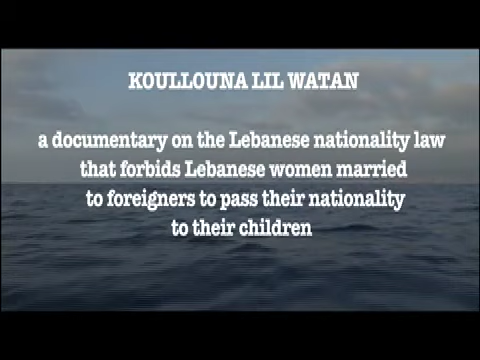 KOULLOUNA LIL WATAN
a documentary on the Lebanese nationality law
that forbids Lebanese women married
to foreigners to pass their nationality
to their children